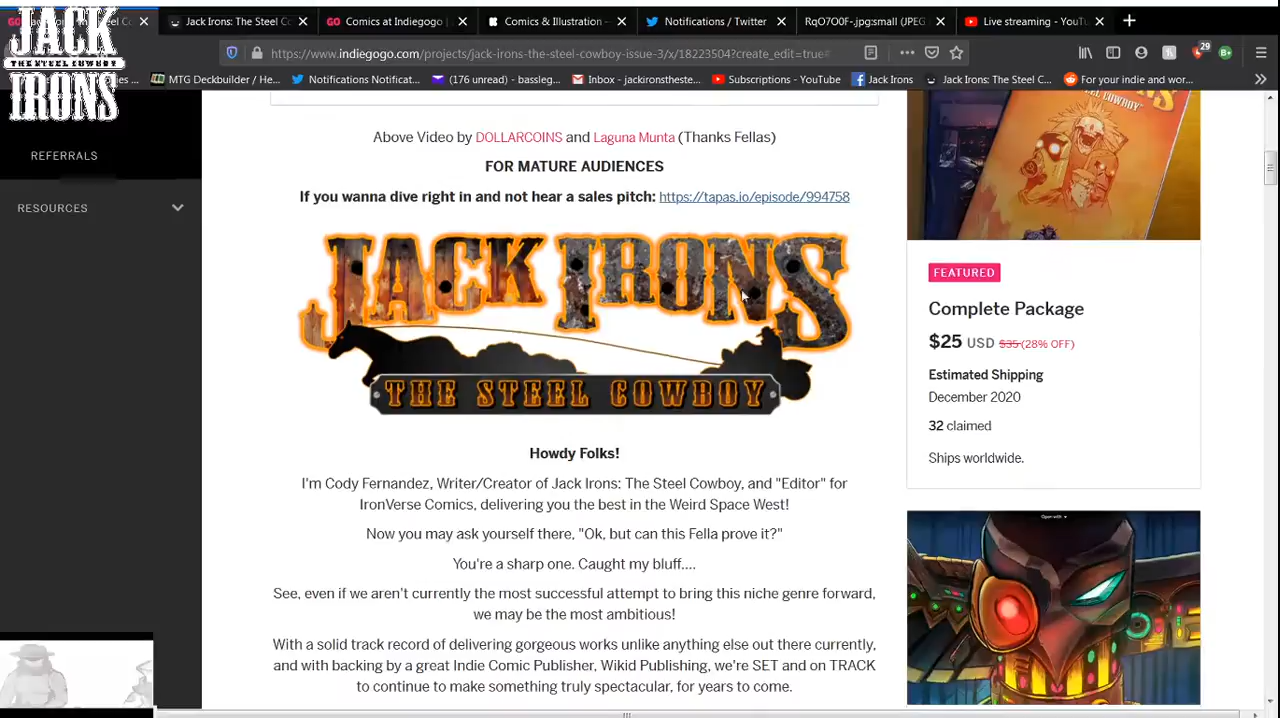 Jack Irons: The Steel Co
Comics at Indiegogo
Comics & Illustration —
Notifications / Twitter
RqO7O0F-.jpg:small (JPEG
Live streaming - YouTu
JACK
THE STEEL COWBOY
IRONS
https://www.indiegogo.com/projects/jack-irons-the-steel-cowboy-issue-3/x/18223504?create_edit=true#
29
MTG Deckbuilder / He...
Notifications Notificat...
(176 unread) - bassleg...
Inbox - jackironstheste...
Subscriptions - YouTube
Jack Irons
Jack Irons: The Steel C...
For your indie and wor...
REFERRALS
RESOURCES
Above Video by DOLLARCOINS and Laguna Munta (Thanks Fellas)
FOR MATURE AUDIENCES
If you wanna dive right in and not hear a sales pitch: https://tapas.io/episode/994758
JACK IRONS
THE STEEL COWBOY
Howdy Folks!
I'm Cody Fernandez, Writer/Creator of Jack Irons: The Steel Cowboy, and "Editor" for
IronVerse Comics, delivering you the best in the Weird Space West!
Now you may ask yourself there, "Ok, but can this Fella prove it?"
You're a sharp one. Caught my bluff....
See, even if we aren't currently the most successful attempt to bring this niche genre forward,
we may be the most ambitious!
With a solid track record of delivering gorgeous works unlike anything else out there currently,
and with backing by a great Indie Comic Publisher, Wikid Publishing, we're SET and on TRACK
to continue to make something truly spectacular, for years to come.
FEATURED
Complete Package
$25 USD $35 (28% OFF)
Estimated Shipping
December 2020
32 claimed
Ships worldwide.
Open with